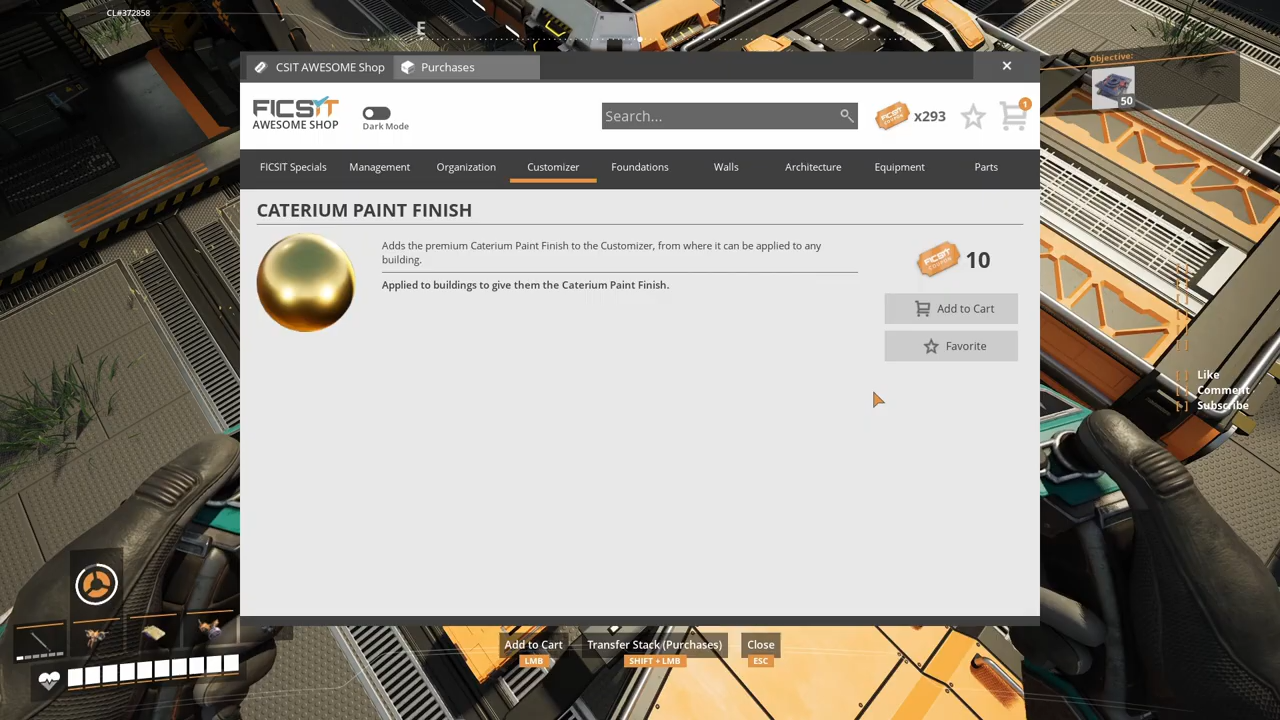 CL#372858
E
Objective:
50
CSIT AWESOME Shop
Purchases
FICSIT
AWESOME SHOP
Dark Mode
Search...
x293
1
FICSIT Specials
Management
Organization
Customizer
Foundations
Walls
Architecture
Equipment
Parts
CATERIUM PAINT FINISH
Adds the premium Caterium Paint Finish to the Customizer, from where it can be applied to any
building.
Applied to buildings to give them the Caterium Paint Finish.
10
Add to Cart
Favorite
[ ] Like
[ ] Comment
[-] Subscribe
Add to Cart
LMB
Transfer Stack (Purchases)
SHIFT + LMB
Close
ESC